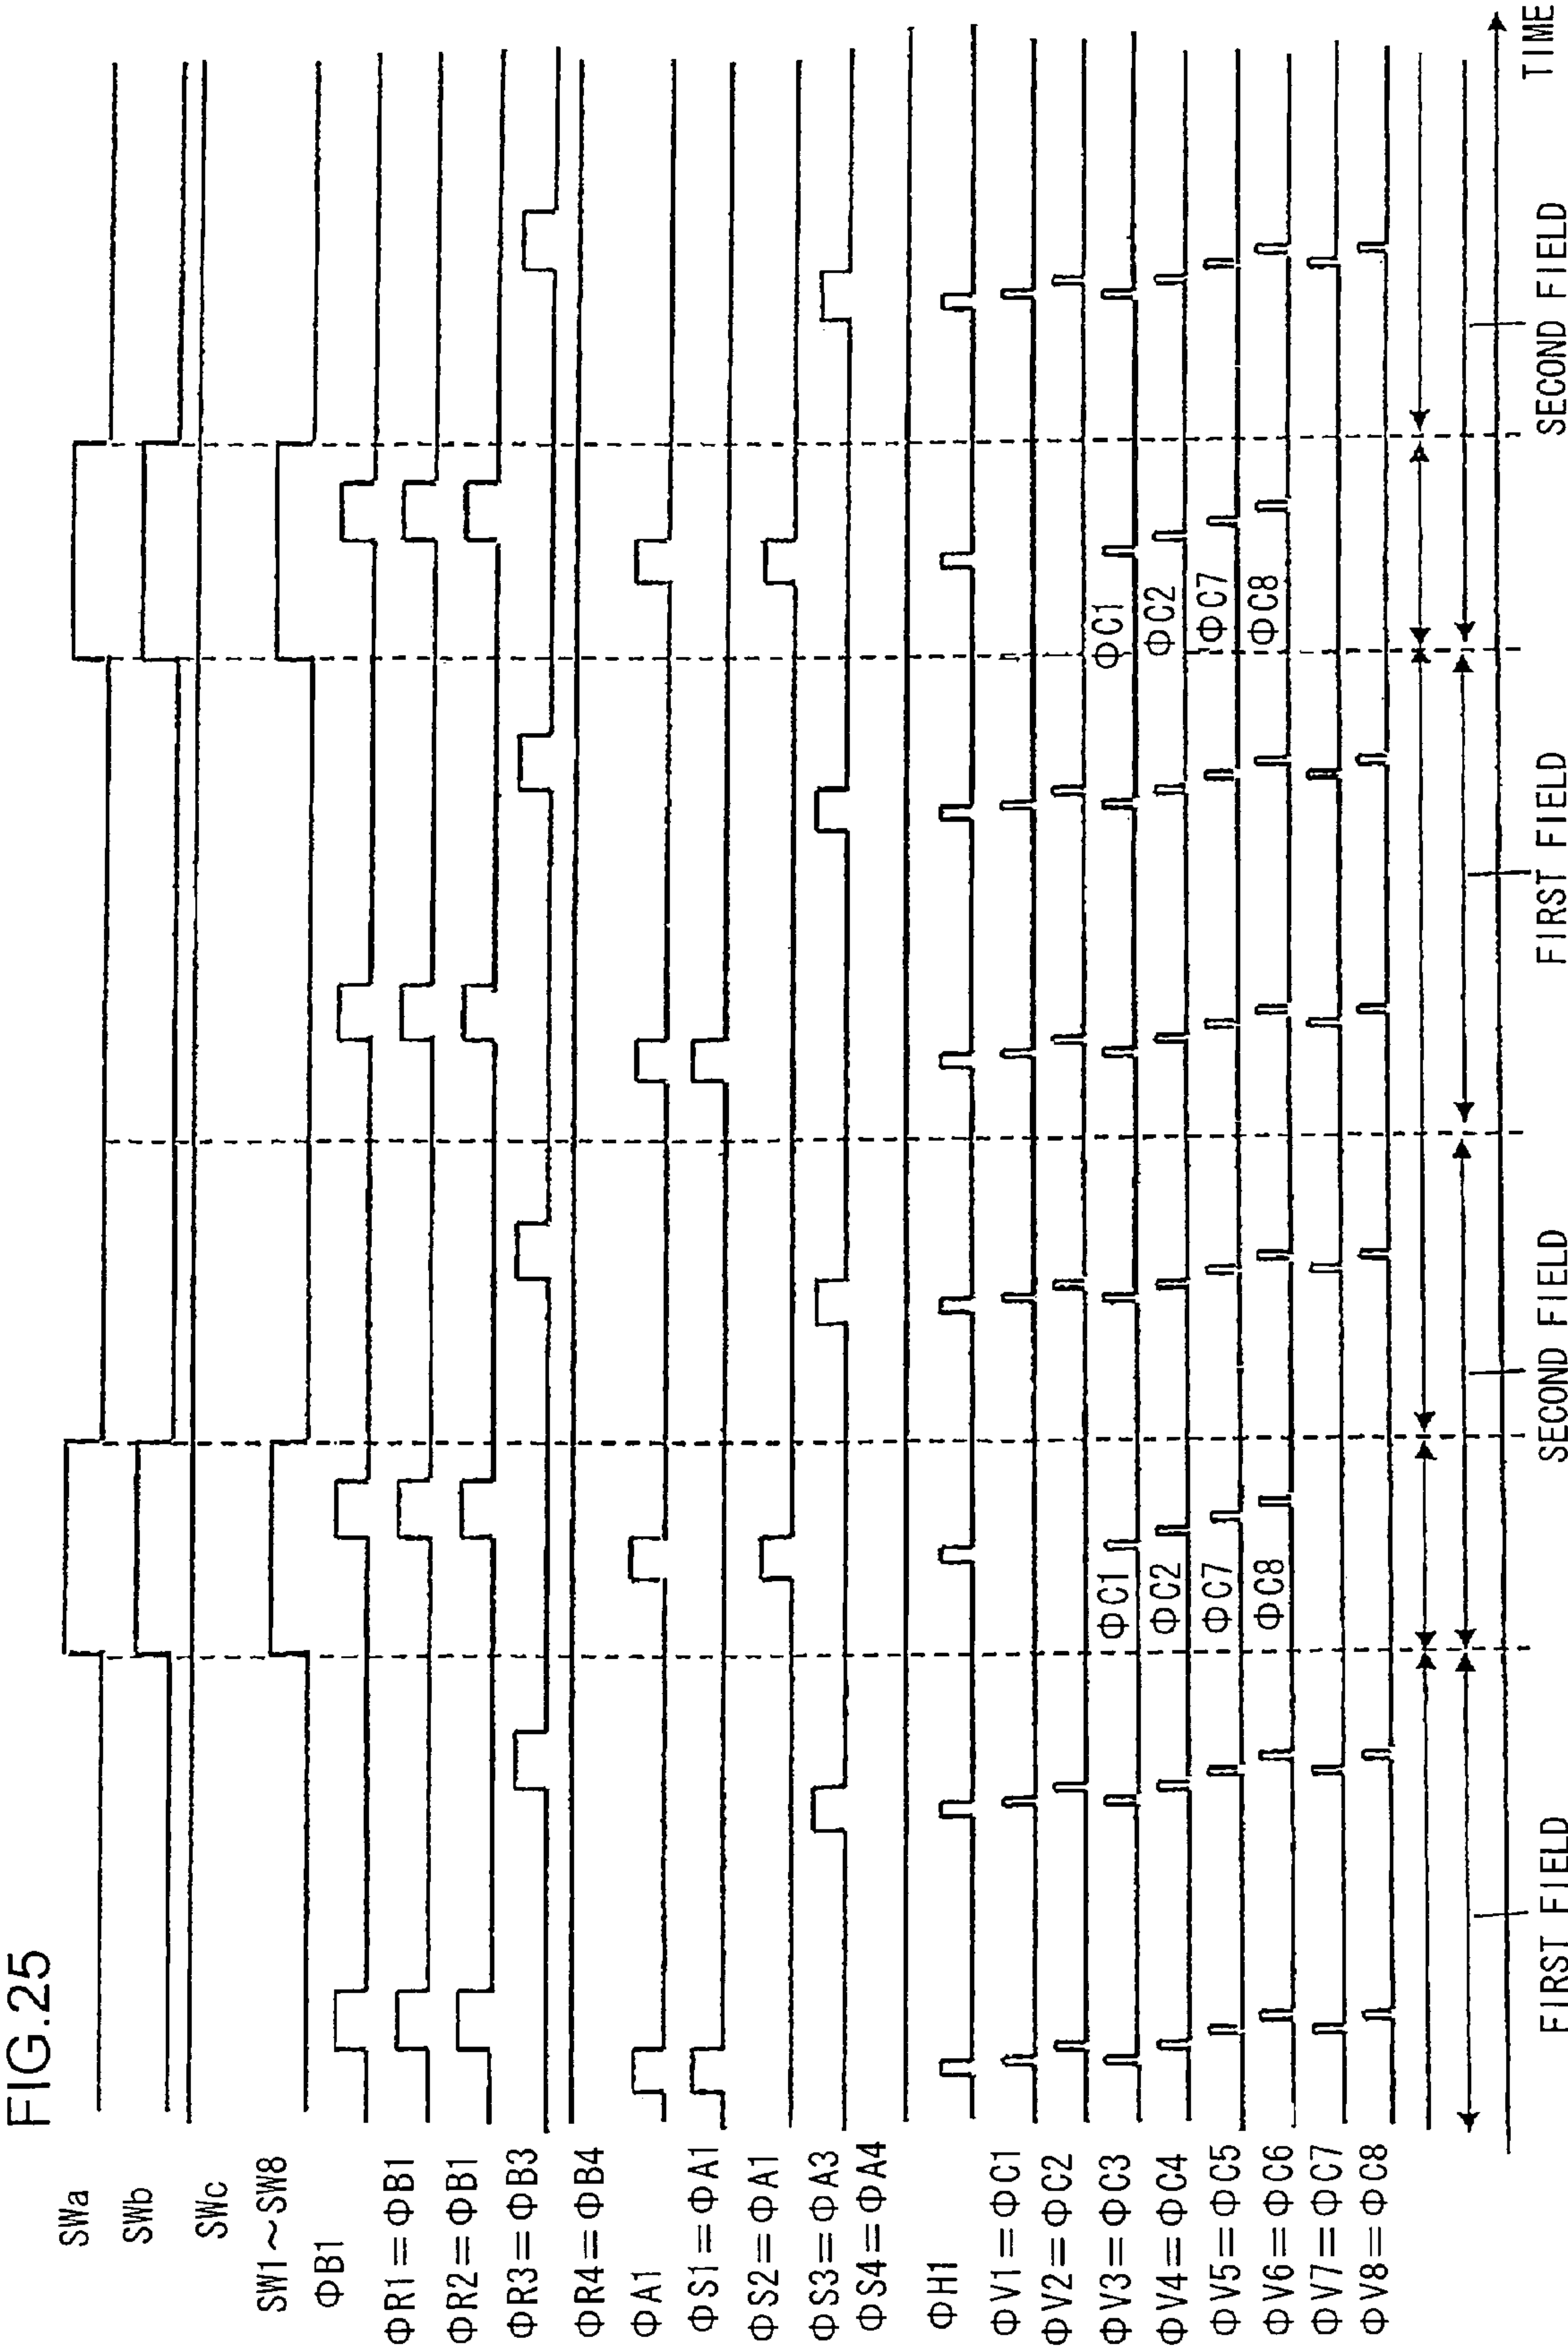 FIG.25
SWa
SWb
SWc
SW1~SW8
ΦB1
ΦR1=ΦB1
ΦR2=ΦB1
ΦR3=ΦB3
ΦR4=ΦB4
ΦA1
ΦS1=ΦA1
ΦS2=ΦA1
ΦS3=ΦA3
ΦS4=ΦA4
ΦH1
ΦV1=ΦC1
ΦV2=ΦC2
ΦV3=ΦC3
ΦC1
ΦC1
ΦV4=ΦC4
ΦC2
ΦC2
ΦV5=ΦC5
ΦC7
ΦC7
ΦV6=ΦC6
ΦC8
ΦC8
ΦV7=ΦC7
ΦV8=ΦC8
TIME
FIRST FIELD
SECOND FIELD
FIRST FIELD
SECOND FIELD